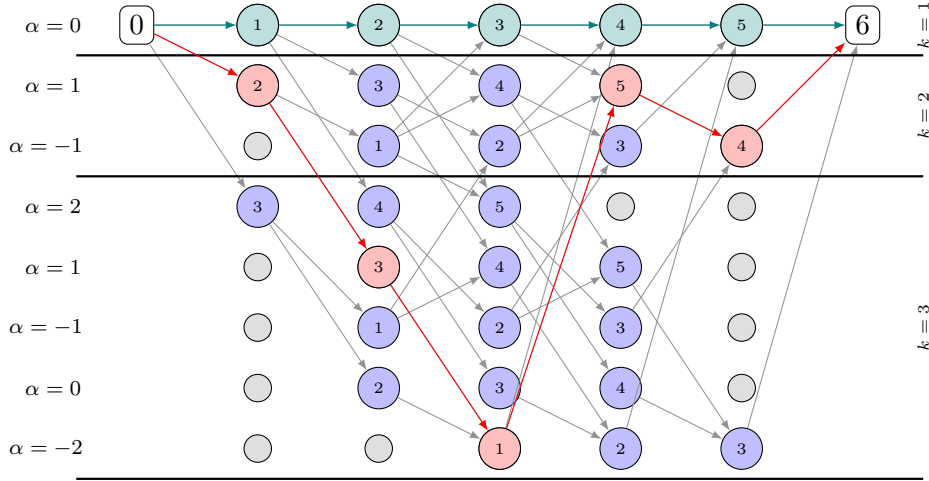 α = 0 0 1 2 3 4 5 6 k = 1
α = 1 2 3 4 5
α = −1 1 2 3 4 k = 2
α = 2 3 4 5
α = 1 3 4 5
α = −1 1 2 3 k = 3
α = 0 2 3 4
α = −2 1 2 3